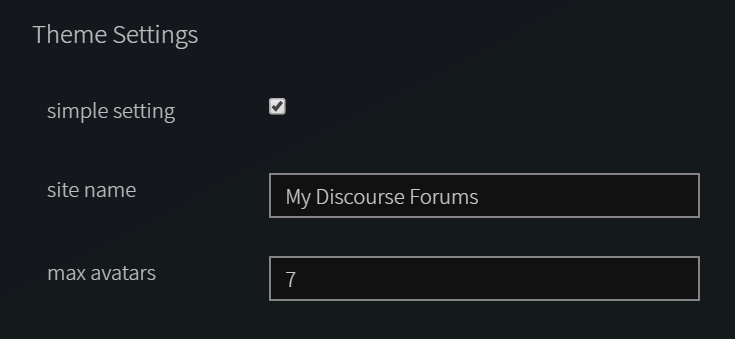 Theme Settings
simple setting
site name
My Discourse Forums
max avatars
7